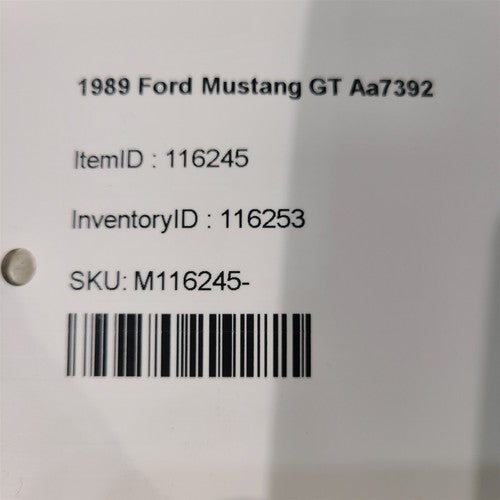 1989 Ford Mustang GT Aa7392
ItemID : 116245
InventoryID : 116253
SKU: M116245-